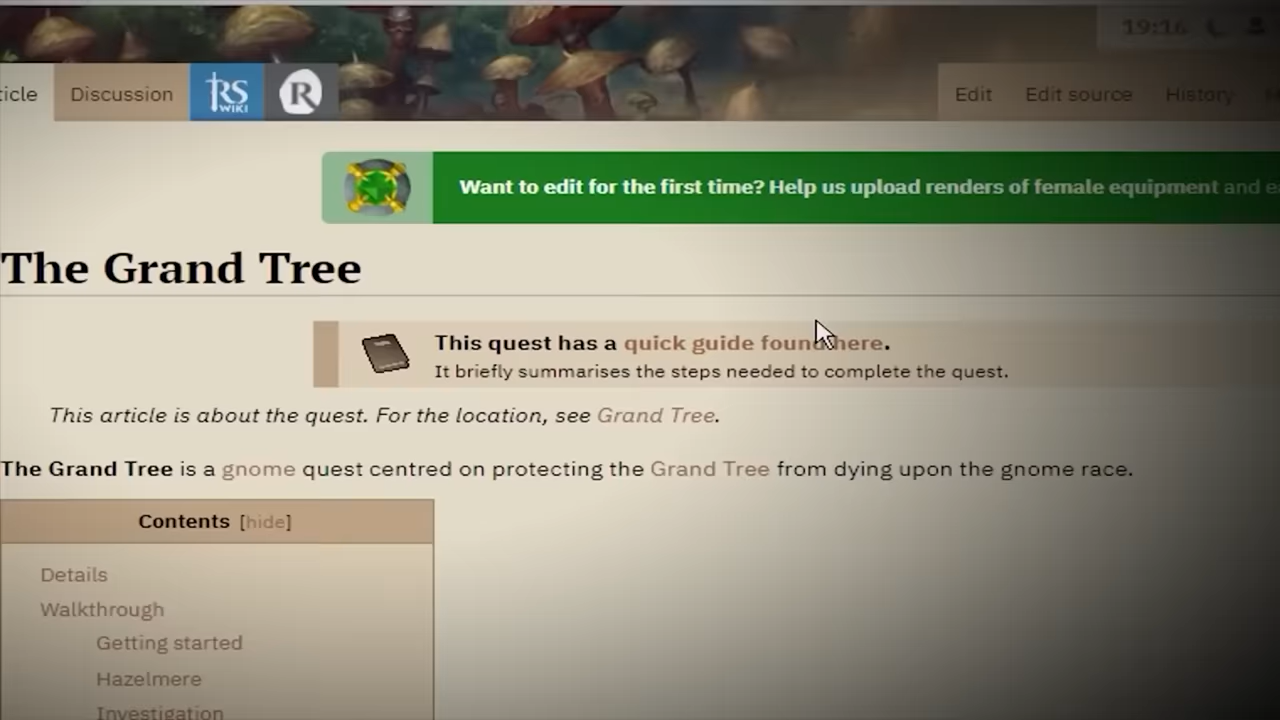 19:16
ticle Discussion RS WIKI R Edit Edit source History
Want to edit for the first time? Help us upload renders of female equipment and
The Grand Tree
This quest has a quick guide found here.
It briefly summarises the steps needed to complete the quest.
This article is about the quest. For the location, see Grand Tree.
The Grand Tree is a gnome quest centred on protecting the Grand Tree from dying upon the gnome race.
Contents [hide]
Details
Walkthrough
Getting started
Hazelmere
Investigation